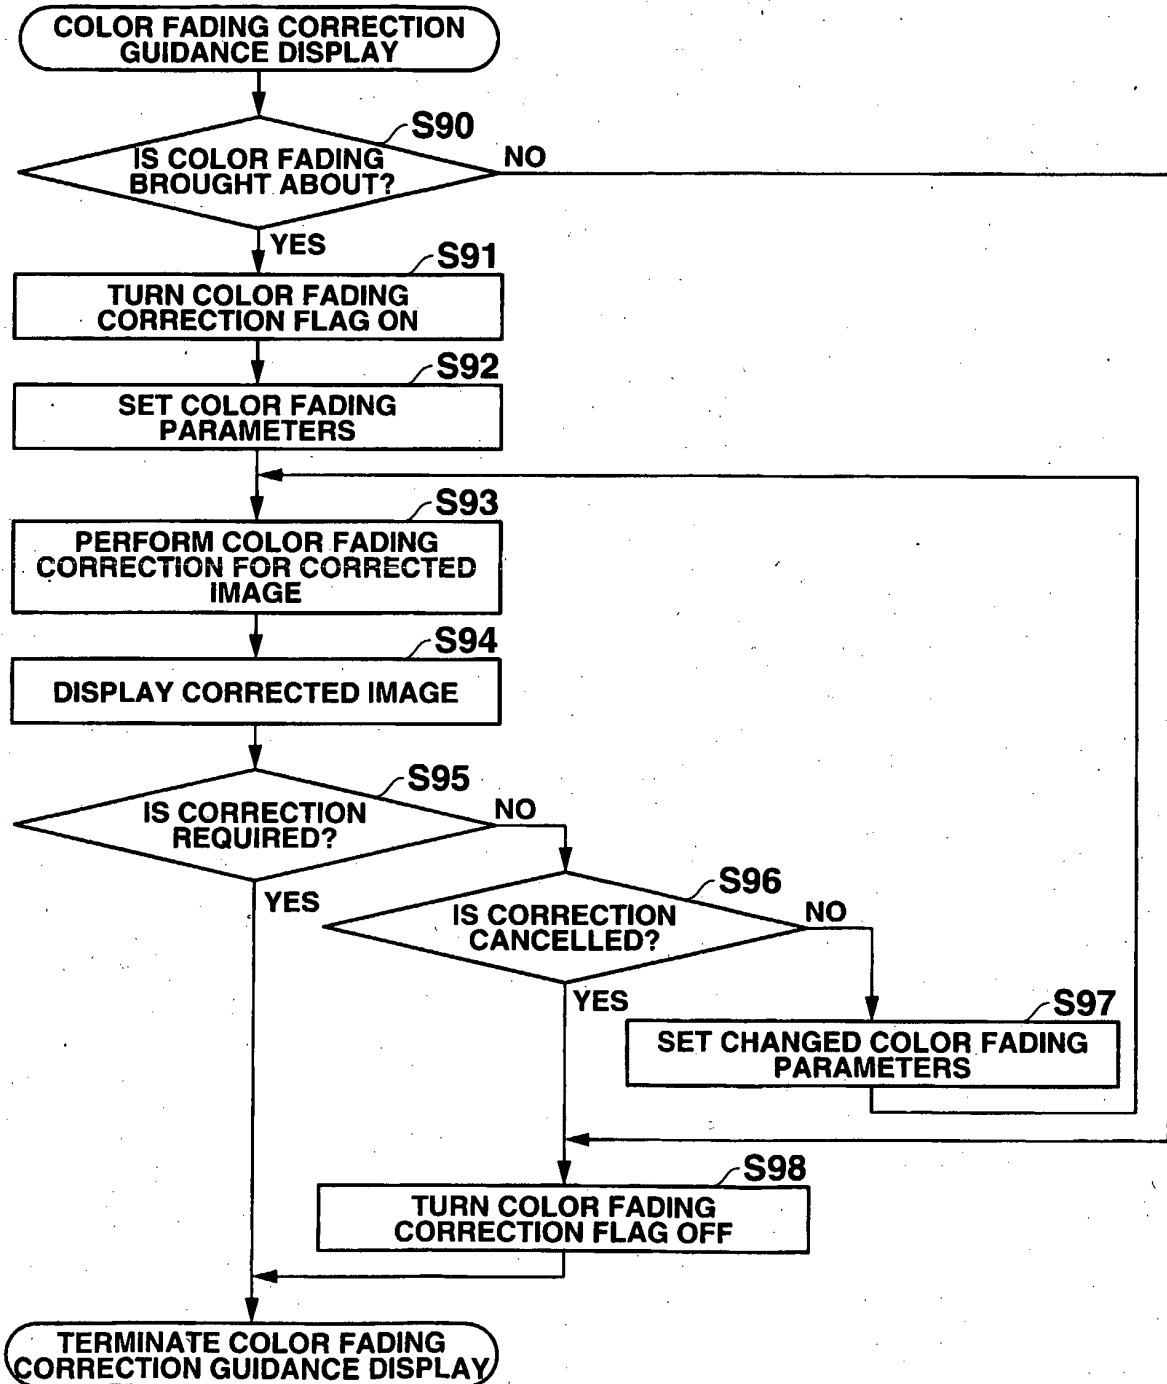 COLOR FADING CORRECTION
GUIDANCE DISPLAY
S90
IS COLOR FADING
BROUGHT ABOUT?
NO
YES
S91
TURN COLOR FADING
CORRECTION FLAG ON
S92
SET COLOR FADING
PARAMETERS
S93
PERFORM COLOR FADING
CORRECTION FOR CORRECTED
IMAGE
S94
DISPLAY CORRECTED IMAGE
S95
IS CORRECTION
REQUIRED?
NO
YES
S96
IS CORRECTION
CANCELLED?
NO
YES
S97
SET CHANGED COLOR FADING
PARAMETERS
S98
TURN COLOR FADING
CORRECTION FLAG OFF
TERMINATE COLOR FADING
CORRECTION GUIDANCE DISPLAY